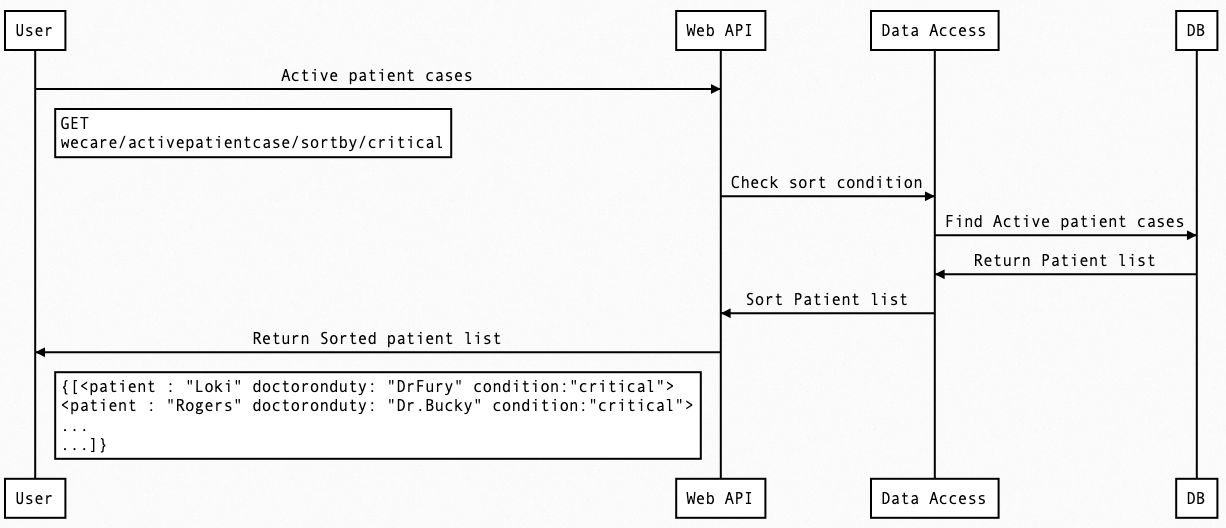 User
Web API
Data Access
DB
Active patient cases
GET
wecare/activepatientcase/sortby/critical
Check sort condition
Find Active patient cases
Return Patient list
Sort Patient list
Return Sorted patient list
{[<patient : "Loki" doctoronduty: "DrFury" condition:"critical">
<patient : "Rogers" doctoronduty: "Dr.Bucky" condition:"critical">
...
...]}
User
Web API
Data Access
DB